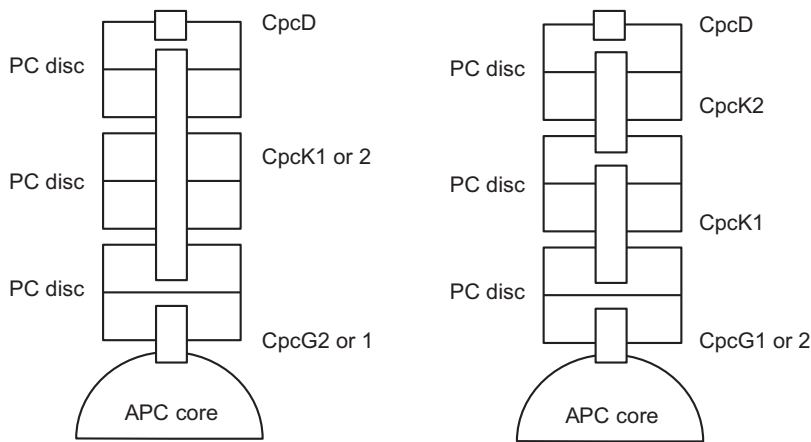 CpcD
PC disc
CpcK1 or 2
PC disc
PC disc
CpcG2 or 1
APC core
CpcD
PC disc
CpcK2
PC disc
CpcK1
PC disc
CpcG1 or 2
APC core